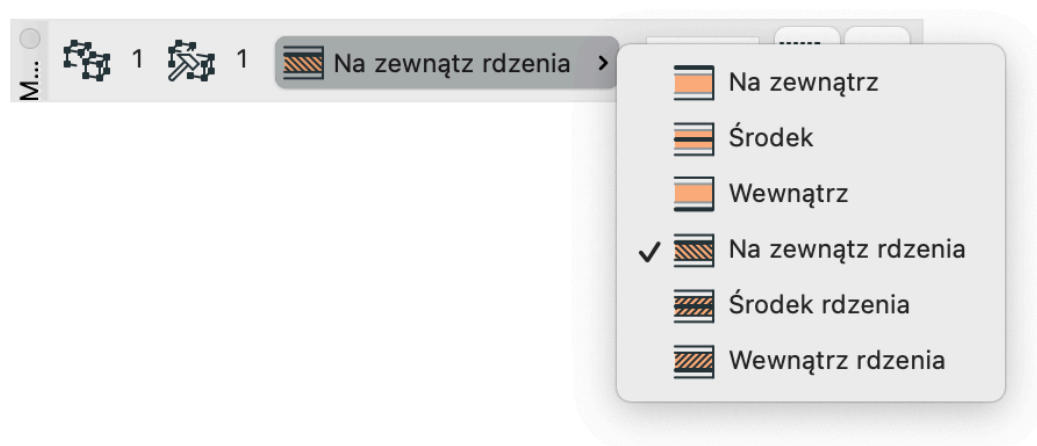 M...
1
1
Na zewnątz rdzenia
Na zewnątrz
Środek
Wewnątrz
Na zewnątz rdzenia
Środek rdzenia
Wewnątrz rdzenia